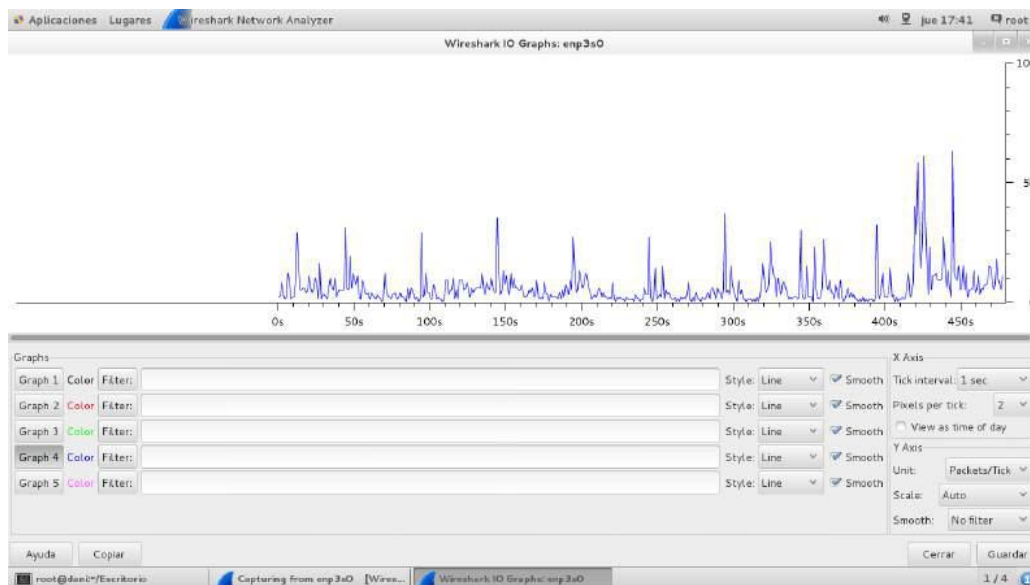 Aplicaciones Lugares Wireshark Network Analyzer jue 17:41 root
Wireshark IO Graphs: enp3s0
0s 50s 100s 150s 200s 250s 300s 350s 400s 450s
Graphs X Axis
Graph 1 Color Filter: Style: Line Smooth Tick interval: 1 sec
Graph 2 Color Filter: Style: Line Smooth Pixels per tick: 2
Graph 3 Color Filter: Style: Line Smooth View as time of day
Graph 4 Color Filter: Style: Line Smooth Y Axis
Unit: Packets/Tick
Graph 5 Color Filter: Style: Line Smooth
Scale: Auto
Smooth: No filter
Ayuda Copiar Cerrar Guardar
root@dani:~/Escritorio Capturing from enp3s0 [Wires... Wireshark IO Graphs: enp3s0 1/4